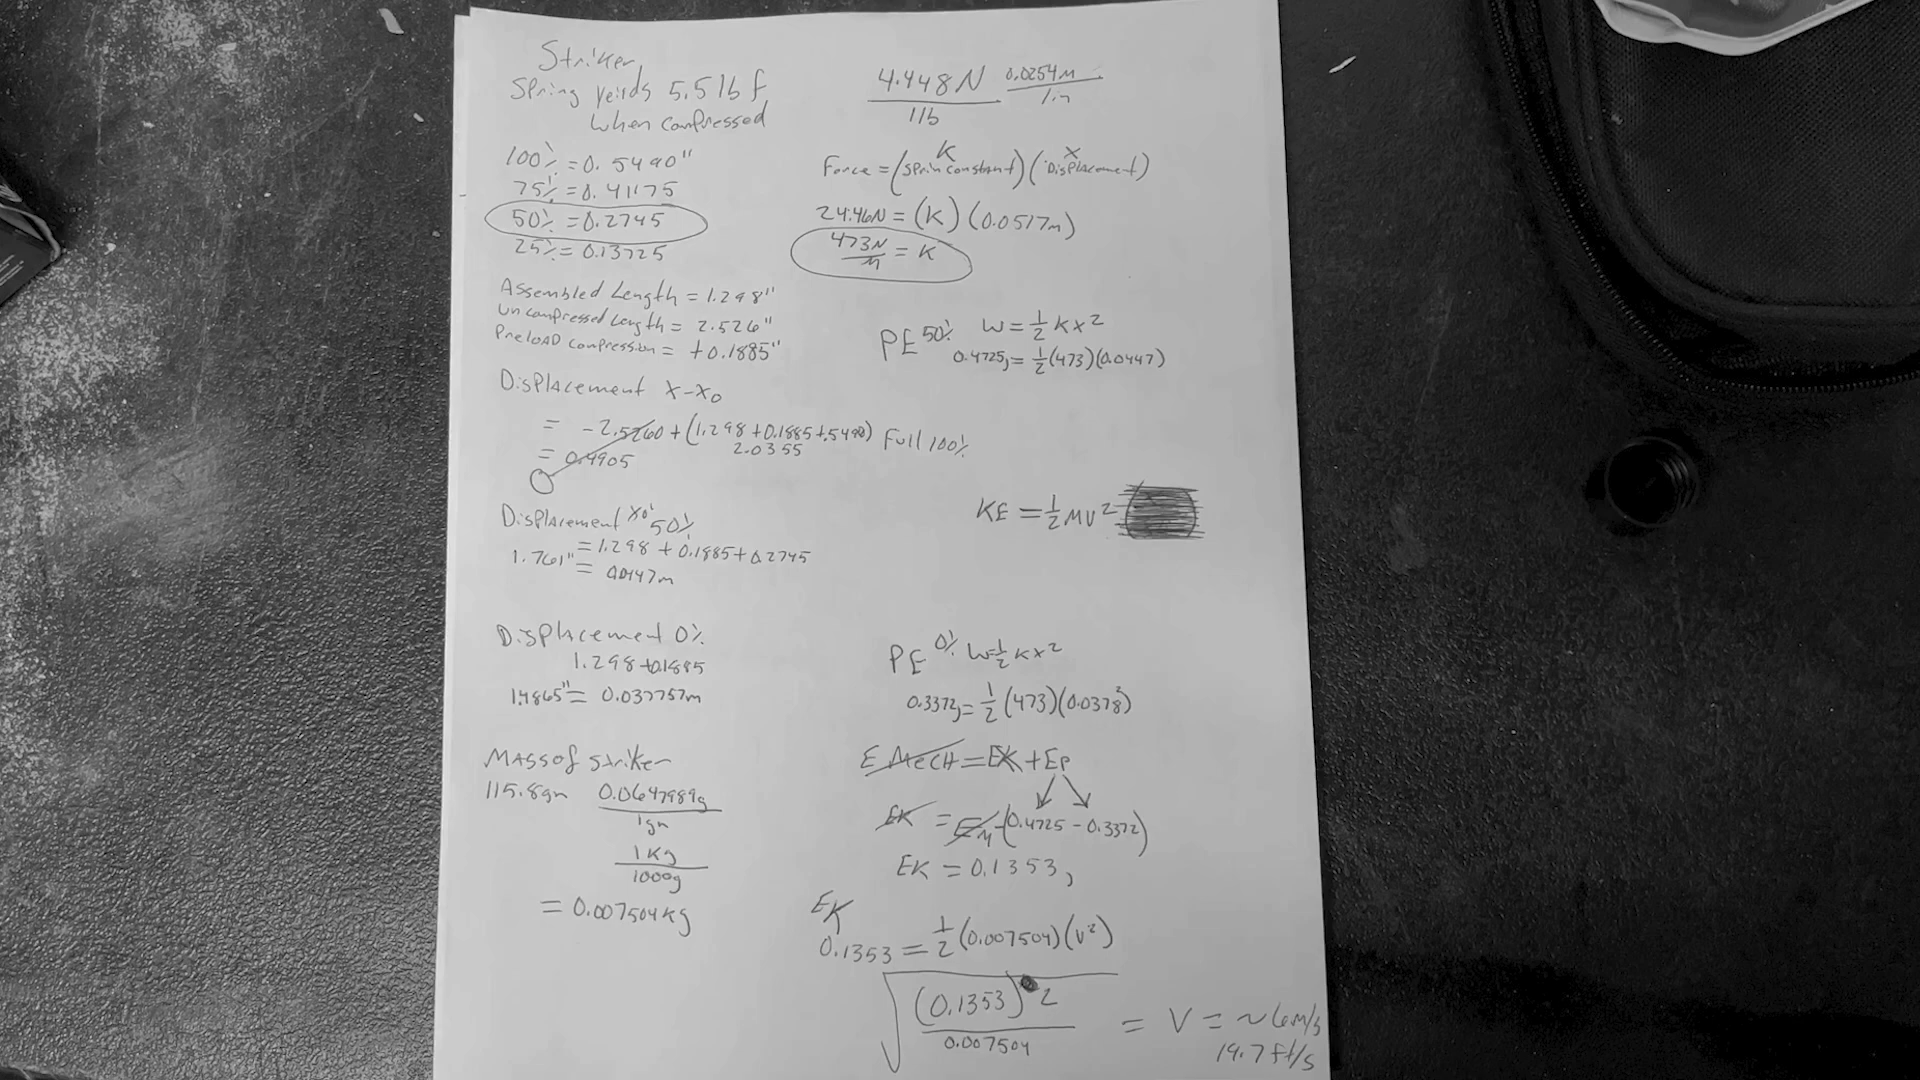 Striker
Spring Yeilds 5.5 lb f
when compressed
100% = 0.5490"
75% = 0.41175
50% = 0.2745
25% = 0.13725
Assembled Length = 1.298"
Uncompressed Length = 2.526"
Preload compression = +0.1885"
Displacement X-X₀
= -2.5260 + (1.298 + 0.1885 + .5490) Full 100%
2.0355
= 0.4905
Displacement X₀' 50%
= 1.298 + 0.1885 + 0.2745
1.761" = 0.0447m
Displacement 0%
1.298 + 0.1885
1.4865" = 0.037757m
Mass of striker
115.8gn 0.0647989g
1gn
1Kg
1000g
= 0.007504Kg
4.448N 0.0254M
1lb 1in
K X
Force = (Sprin constant) (Displacement)
24.46N = (K) (0.0517m)
473N/M = K
PE 50% W = 1/2 KX²
0.4725j = 1/2 (473)(0.0447)
KE = 1/2 MV²
PE 0% W=1/2 KX²
0.3372j = 1/2 (473)(0.0378²)
E MECH = EK + Ep
EK = EM - (0.4725 - 0.3372)
EK = 0.1353j
EK
0.1353 = 1/2 (0.007504)(V²)
√ (0.1353) 2 / 0.007504 = V = ~6M/s
19.7 ft/s